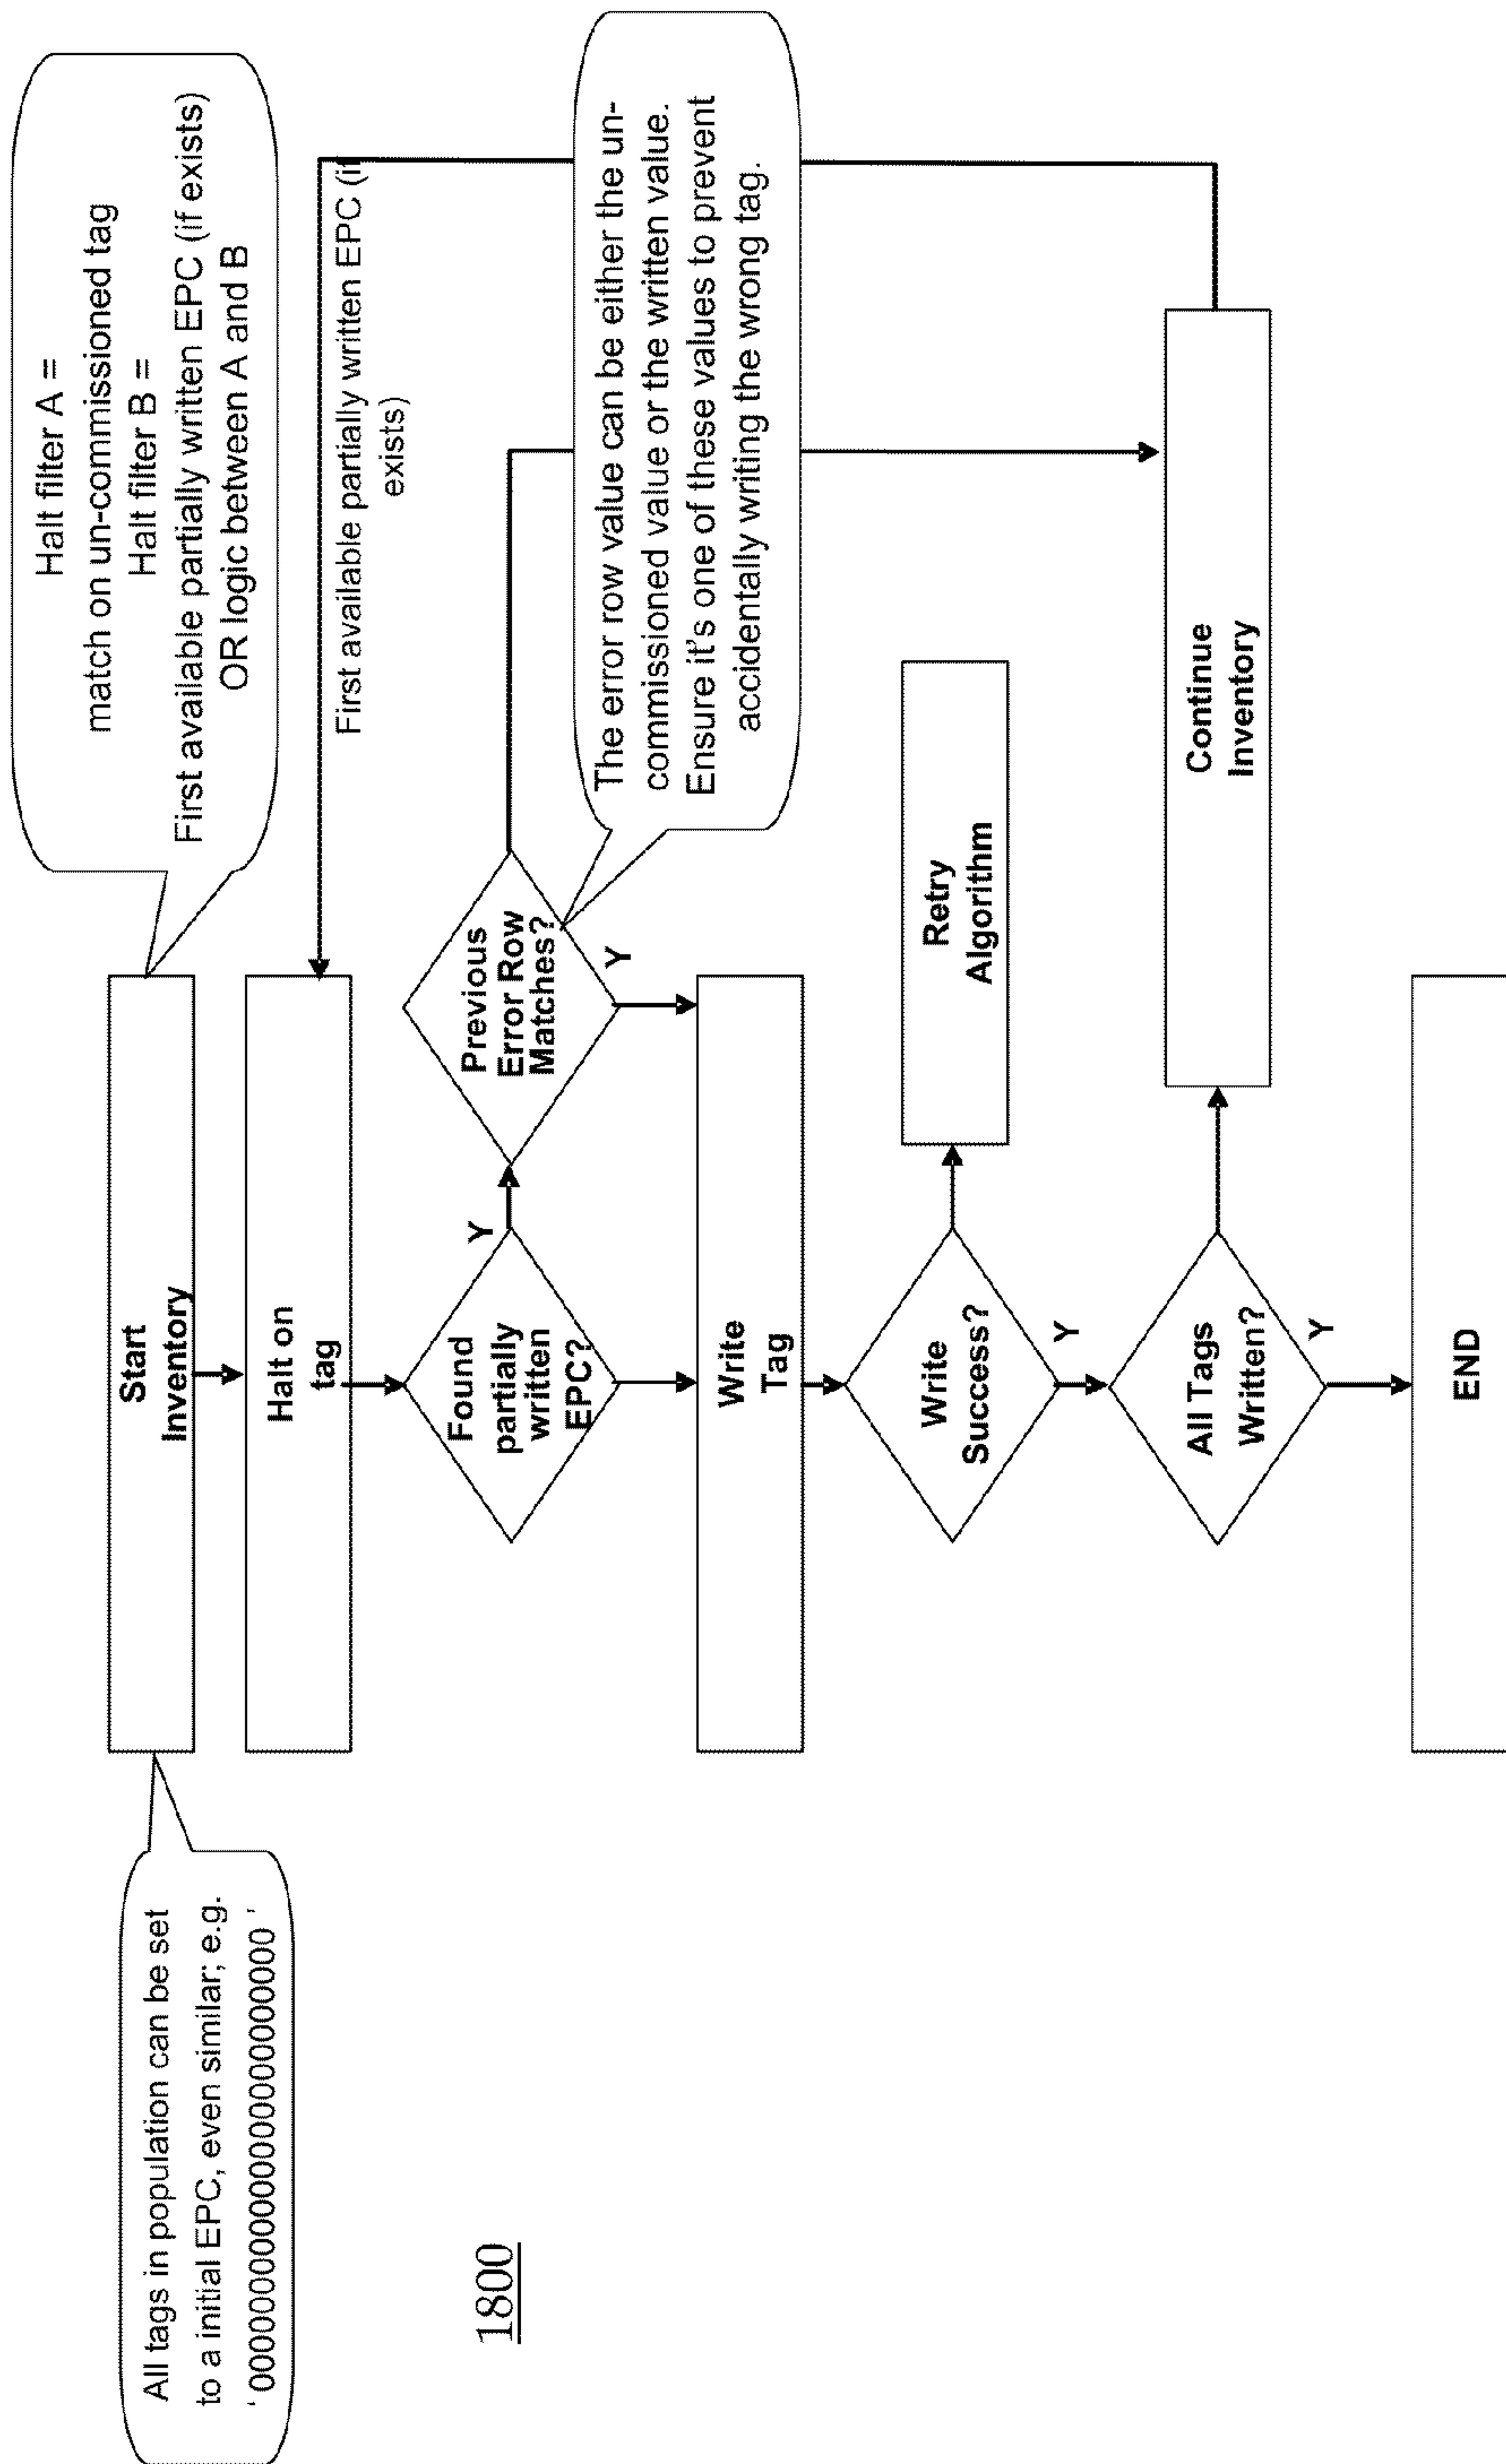 Halt filter A =
match on un-commissioned tag
Halt filter B =
First available partially written EPC (if exists)
OR logic between A and B
All tags in population can be set
to a initial EPC, even similar; e.g.
' 000000000000000000000000 '
Start
Inventory
Halt on
tag
First available partially written EPC (if
exists)
Found
partially
written
EPC?
Y
Previous
Error Row
Matches?
Y
The error row value can be either the un-
commissioned value or the written value.
Ensure it's one of these values to prevent
accidentally writing the wrong tag.
Write
Tag
Write
Success?
Y
Retry
Algorithm
All Tags
Written?
Y
Continue
Inventory
END
1800